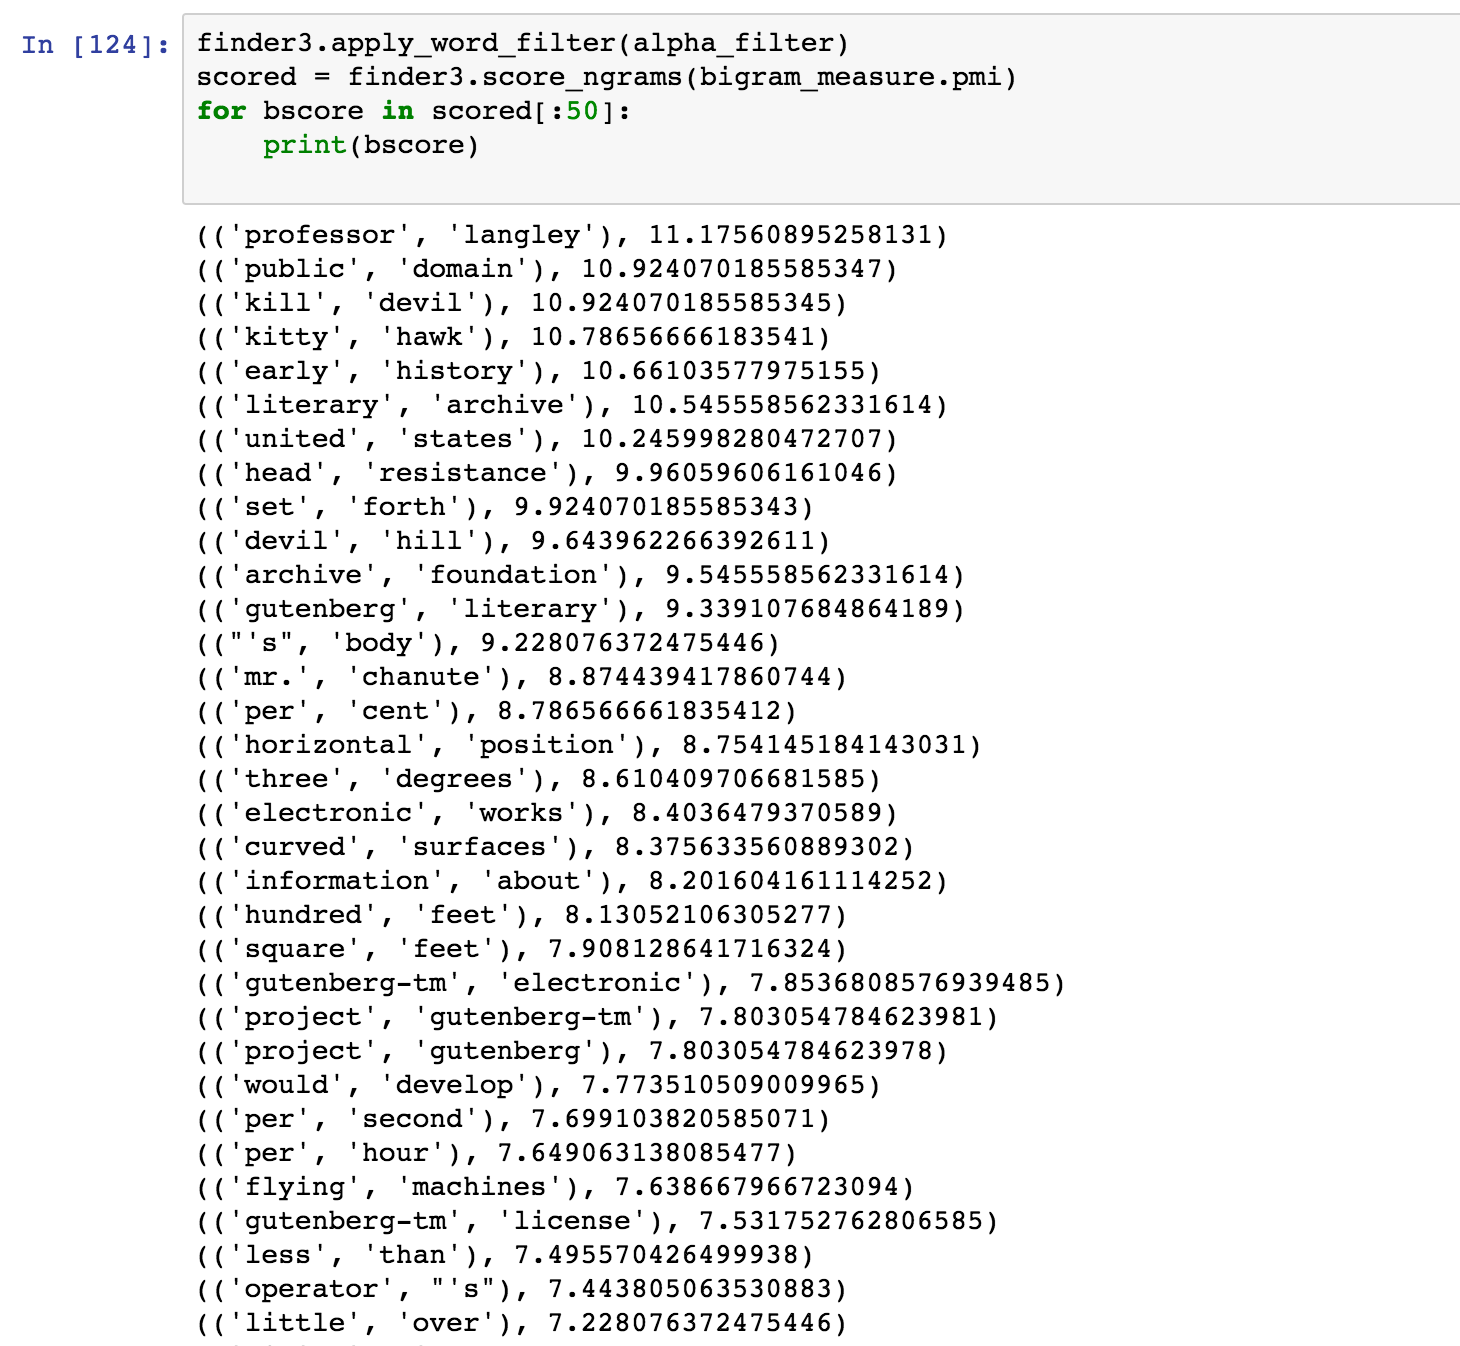 In [124]:
finder3.apply_word_filter(alpha_filter)
scored = finder3.score_ngrams(bigram_measure.pmi)
for bscore in scored[:50]:
    print(bscore)
(('professor', 'langley'), 11.17560895258131)
(('public', 'domain'), 10.924070185585347)
(('kill', 'devil'), 10.924070185585345)
(('kitty', 'hawk'), 10.78656666183541)
(('early', 'history'), 10.66103577975155)
(('literary', 'archive'), 10.545558562331614)
(('united', 'states'), 10.245998280472707)
(('head', 'resistance'), 9.96059606161046)
(('set', 'forth'), 9.924070185585343)
(('devil', 'hill'), 9.643962266392611)
(('archive', 'foundation'), 9.545558562331614)
(('gutenberg', 'literary'), 9.339107684864189)
(("'s", 'body'), 9.228076372475446)
(('mr.', 'chanute'), 8.874439417860744)
(('per', 'cent'), 8.786566661835412)
(('horizontal', 'position'), 8.754145184143031)
(('three', 'degrees'), 8.610409706681585)
(('electronic', 'works'), 8.4036479370589)
(('curved', 'surfaces'), 8.375633560889302)
(('information', 'about'), 8.201604161114252)
(('hundred', 'feet'), 8.13052106305277)
(('square', 'feet'), 7.908128641716324)
(('gutenberg-tm', 'electronic'), 7.8536808576939485)
(('project', 'gutenberg-tm'), 7.803054784623981)
(('project', 'gutenberg'), 7.803054784623978)
(('would', 'develop'), 7.773510509009965)
(('per', 'second'), 7.699103820585071)
(('per', 'hour'), 7.649063138085477)
(('flying', 'machines'), 7.638667966723094)
(('gutenberg-tm', 'license'), 7.531752762806585)
(('less', 'than'), 7.495570426499938)
(('operator', "'s"), 7.443805063530883)
(('little', 'over'), 7.228076372475446)